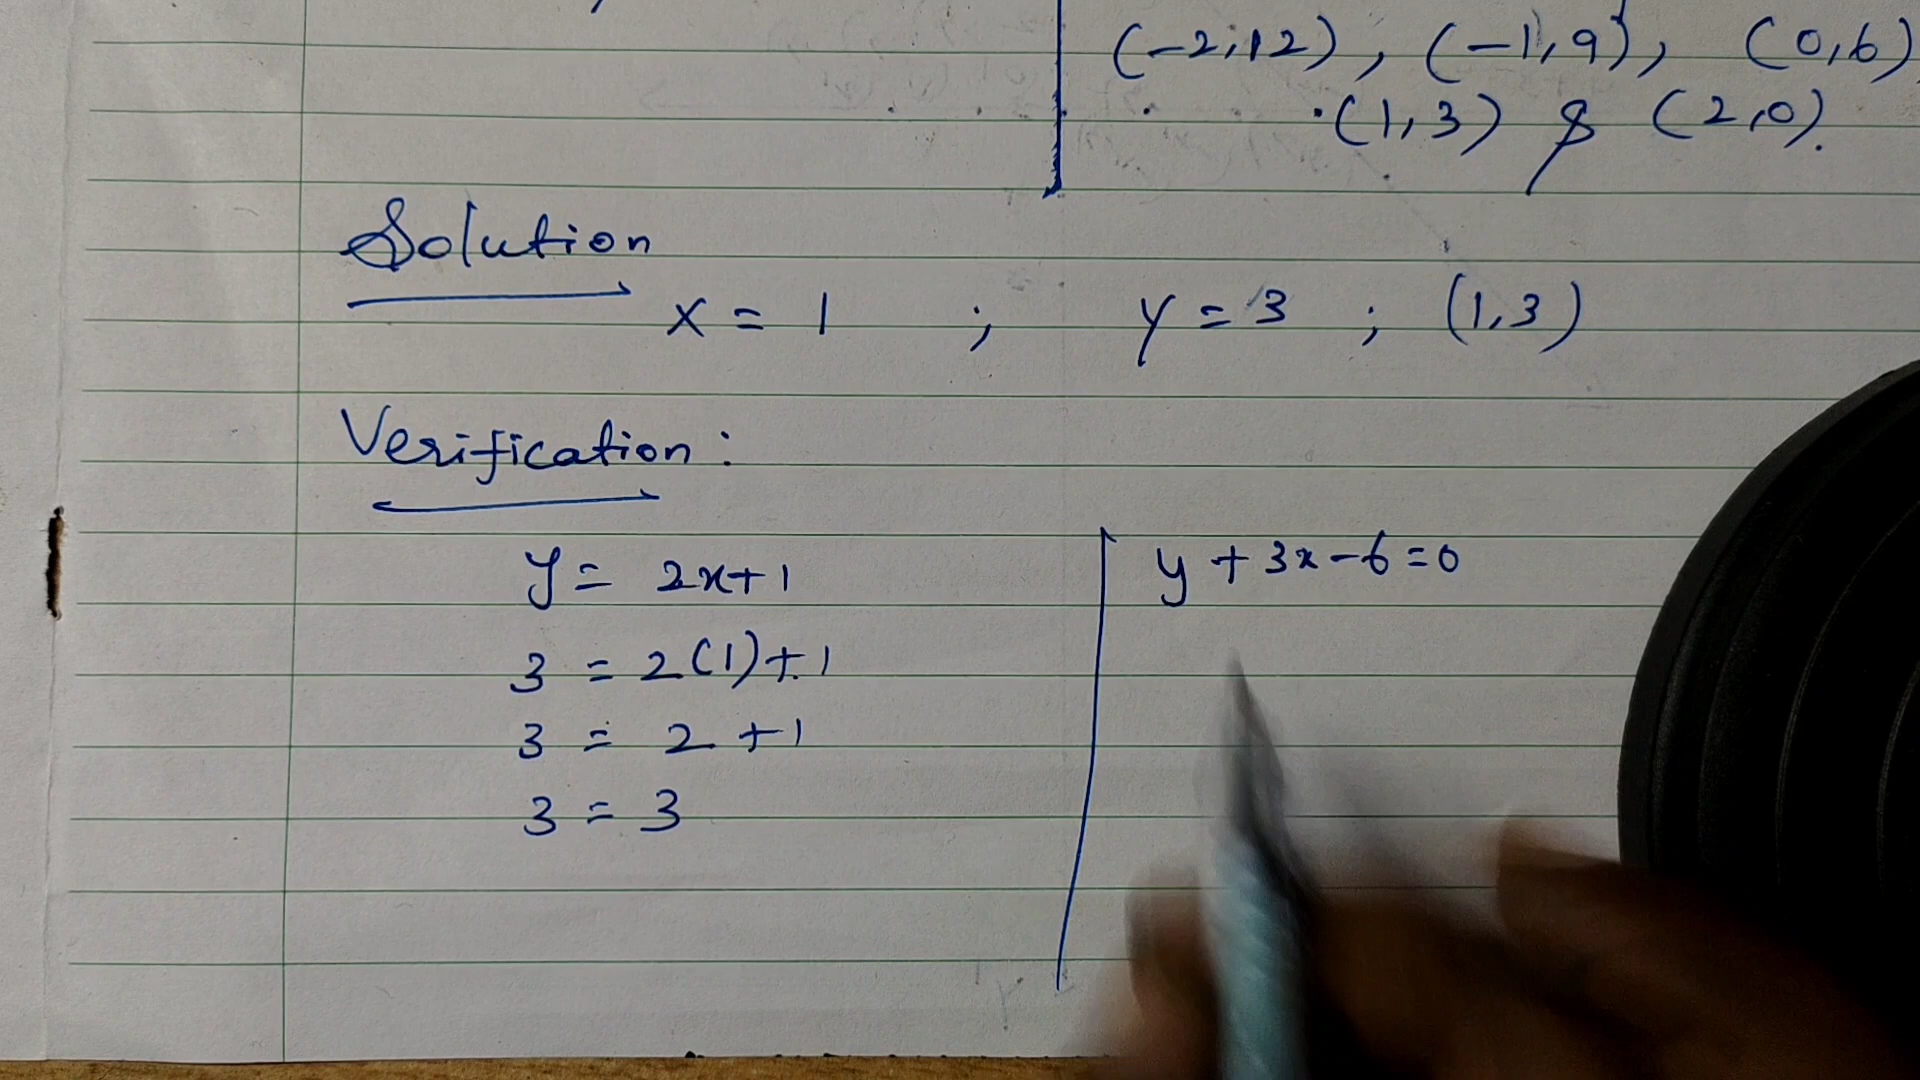 (-2,12), (-1,9), (0,6)
(1,3) & (2,0).
Solution
x = 1 ; y = 3 ; (1,3)
Verification :
y = 2x+1
3 = 2(1)+1
3 = 2 +1
3 = 3
y + 3x - 6 = 0